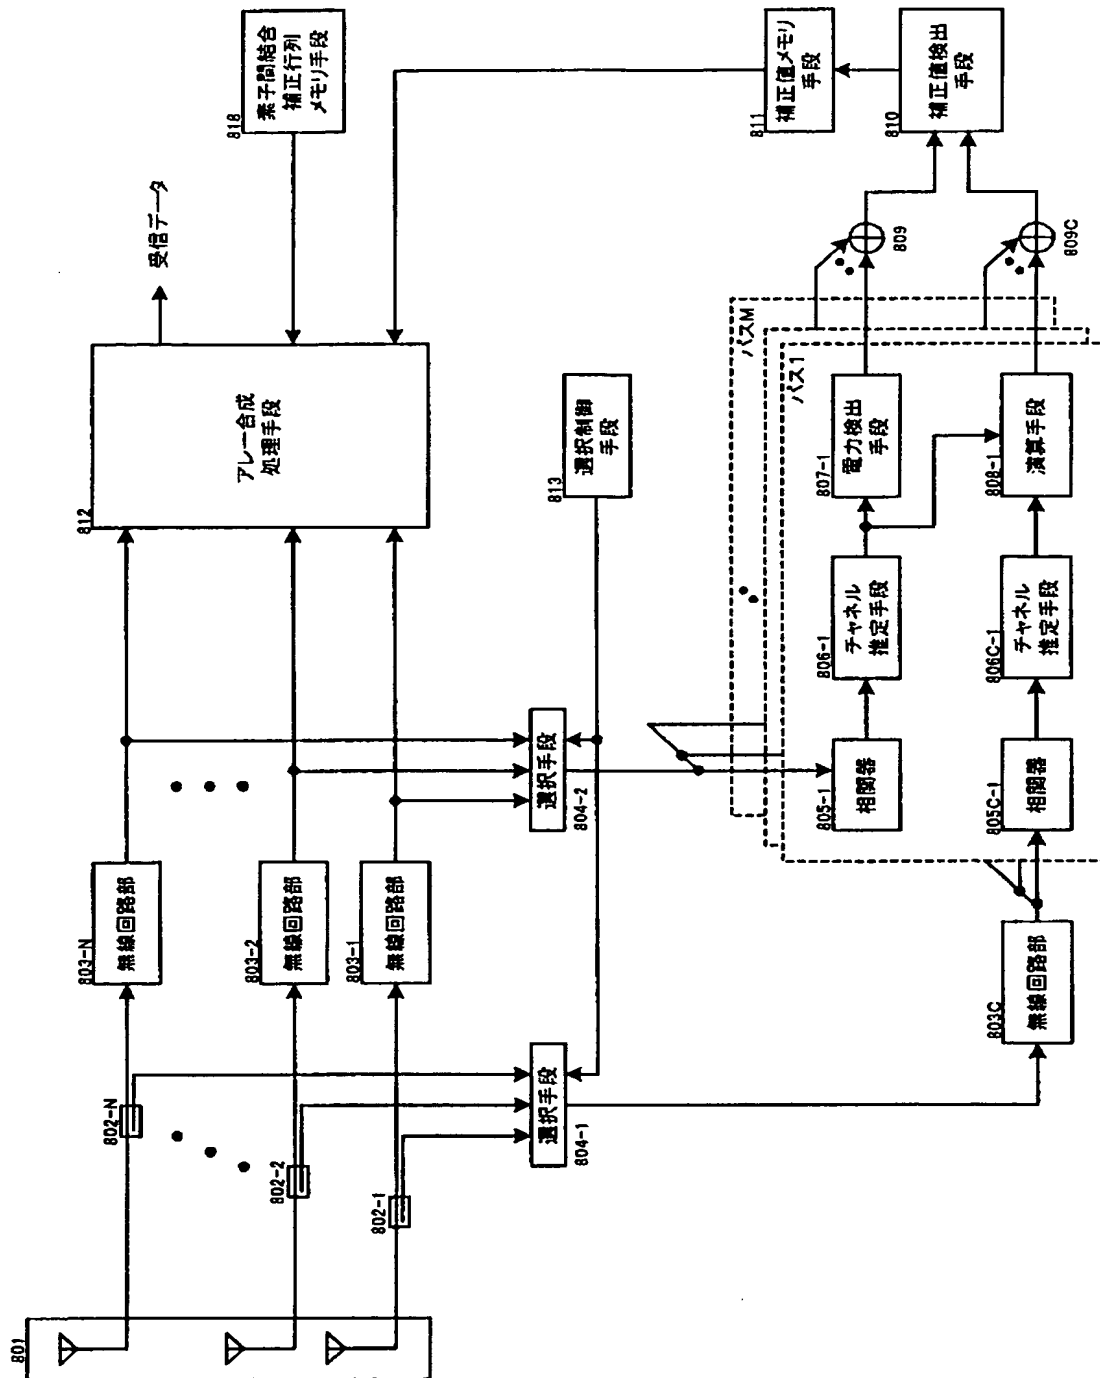 801
802-N
802-2
802-1
803-N
無線回路部
803-2
無線回路部
803-1
無線回路部
812
アレー合成
処理手段
受信データ
818
素子間結合
補正行列
メモリ手段
選択手段
804-1
選択手段
804-2
813
選択制御
手段
811
補正値メモリ
手段
810
補正値検出
手段
803C
無線回路部
パスM
パス1
805-1
相関器
806-1
チャネル
推定手段
807-1
電力検出
手段
809
805C-1
相関器
806C-1
チャネル
推定手段
808-1
演算手段
809C